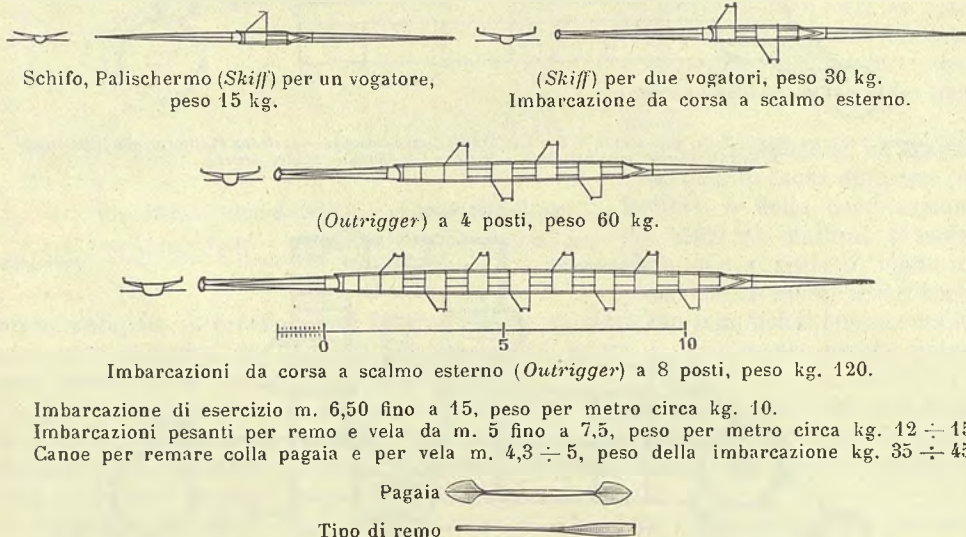 Schifo, Palischermo (Skiff) per un vogatore,
peso 15 kg.
(Skiff) per due vogatori, peso 30 kg.
Imbarcazione da corsa a scalmo esterno.
(Outrigger) a 4 posti, peso 60 kg.
0 5 10
Imbarcazioni da corsa a scalmo esterno (Outrigger) a 8 posti, peso kg. 120.
Imbarcazione di esercizio m. 6,50 fino a 15, peso per metro circa kg. 10.
Imbarcazioni pesanti per remo e vela da m. 5 fino a 7,5, peso per metro circa kg. 12 ÷ 15
Canoe per remare colla pagaia e per vela m. 4,3 ÷ 5, peso della imbarcazione kg. 35 ÷ 45
Pagaia
Tipo di remo